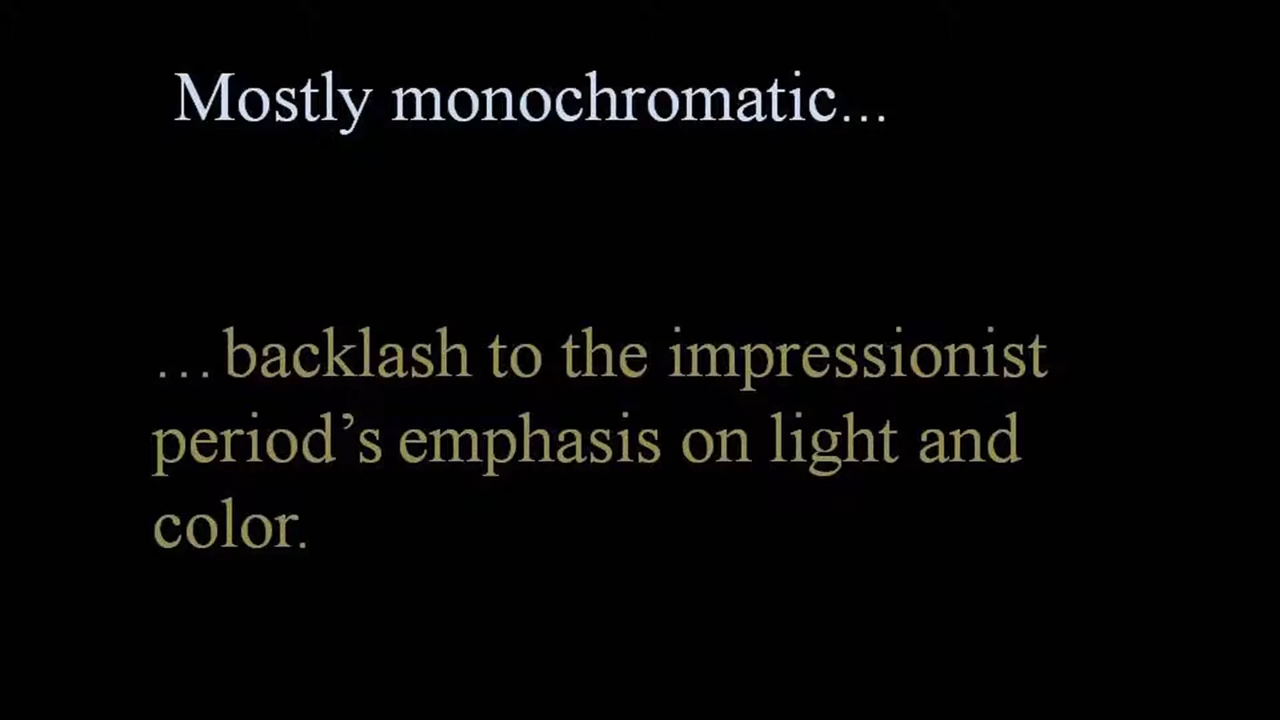 Mostly monochromatic...
…backlash to the impressionist
period’s emphasis on light and
color.